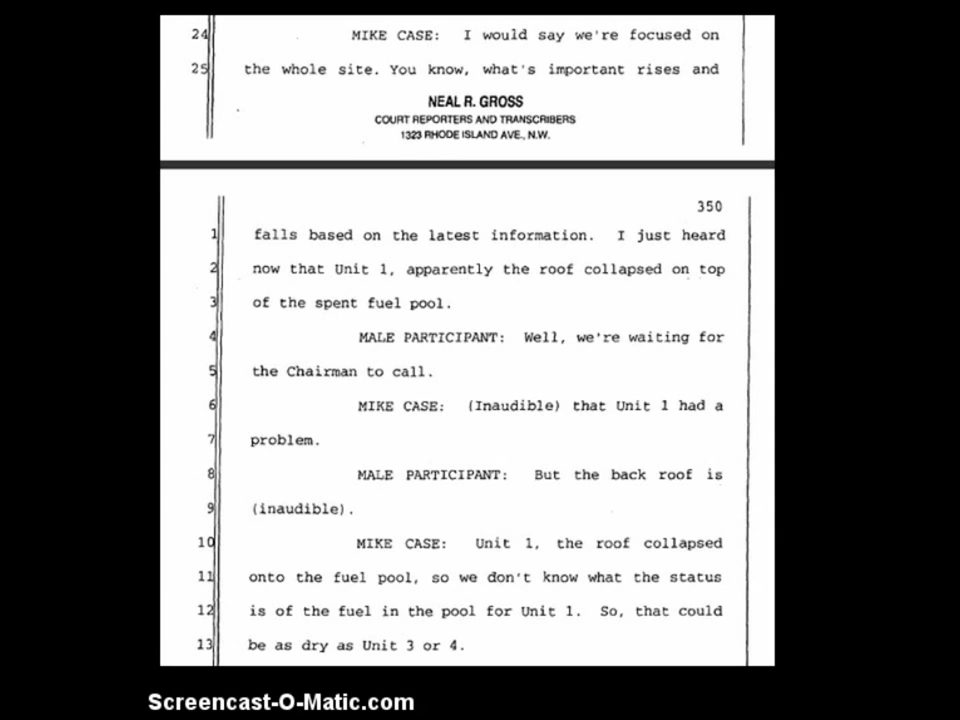 24 MIKE CASE: I would say we're focused on
25 the whole site. You know, what's important rises and
NEAL R. GROSS
COURT REPORTERS AND TRANSCRIBERS
1323 RHODE ISLAND AVE., N.W.
350
1 falls based on the latest information. I just heard
2 now that Unit 1, apparently the roof collapsed on top
3 of the spent fuel pool.
4 MALE PARTICIPANT: Well, we're waiting for
5 the Chairman to call.
6 MIKE CASE: (Inaudible) that Unit 1 had a
7 problem.
8 MALE PARTICIPANT: But the back roof is
9 (inaudible).
10 MIKE CASE: Unit 1, the roof collapsed
11 onto the fuel pool, so we don't know what the status
12 is of the fuel in the pool for Unit 1. So, that could
13 be as dry as Unit 3 or 4.
Screencast-O-Matic.com